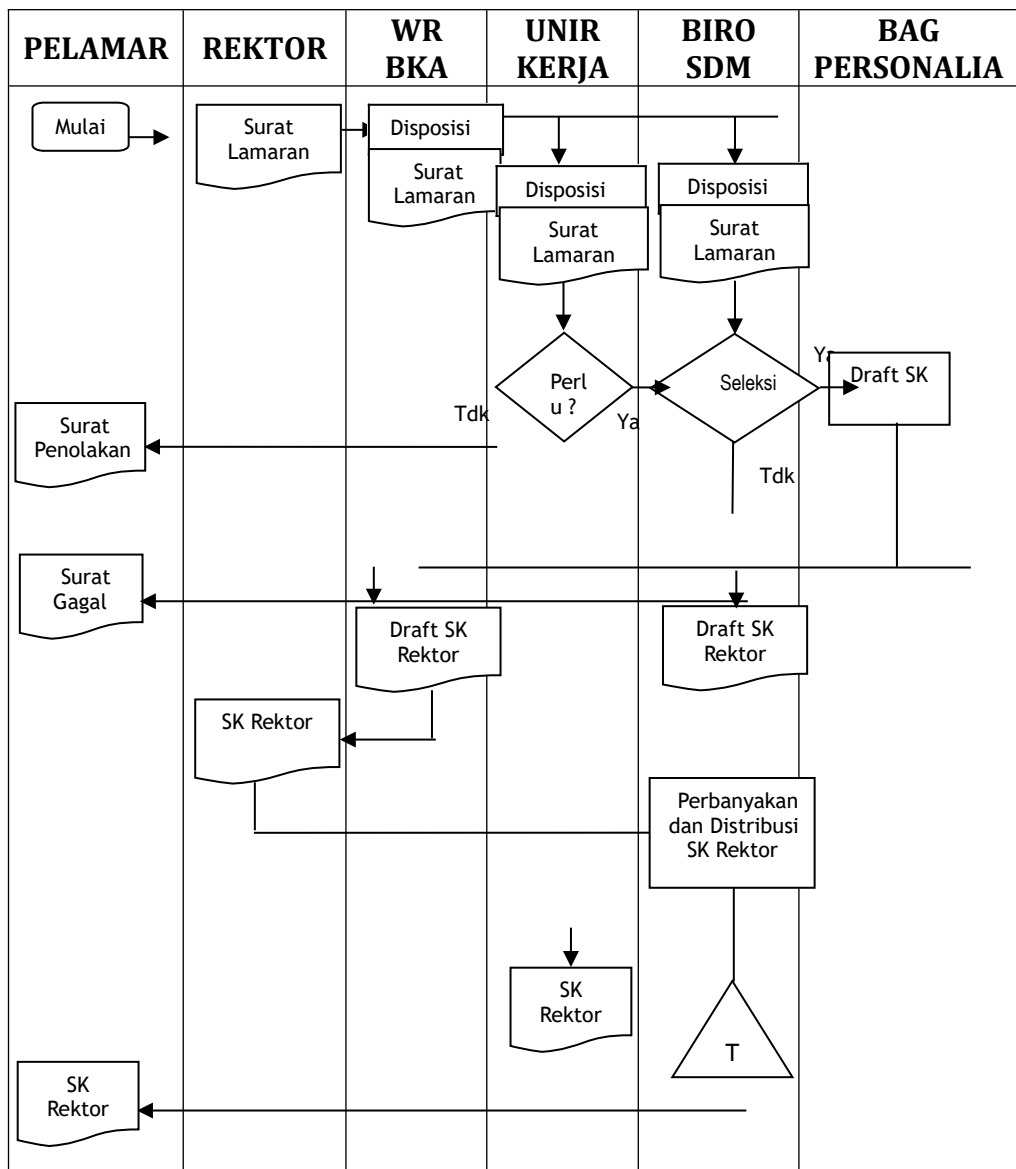 PELAMAR
REKTOR
WR
BKA
UNIR
KERJA
BIRO
SDM
BAG
PERSONALIA
Mulai
Surat
Lamaran
Disposisi
Surat
Lamaran
Disposisi
Surat
Lamaran
Disposisi
Surat
Lamaran
Perl
u ?
Tdk
Ya
Seleksi
Ya
Tdk
Draft SK
Surat
Penolakan
Surat
Gagal
Draft SK
Rektor
Draft SK
Rektor
SK Rektor
Perbanyakan
dan Distribusi
SK Rektor
SK
Rektor
T
SK
Rektor